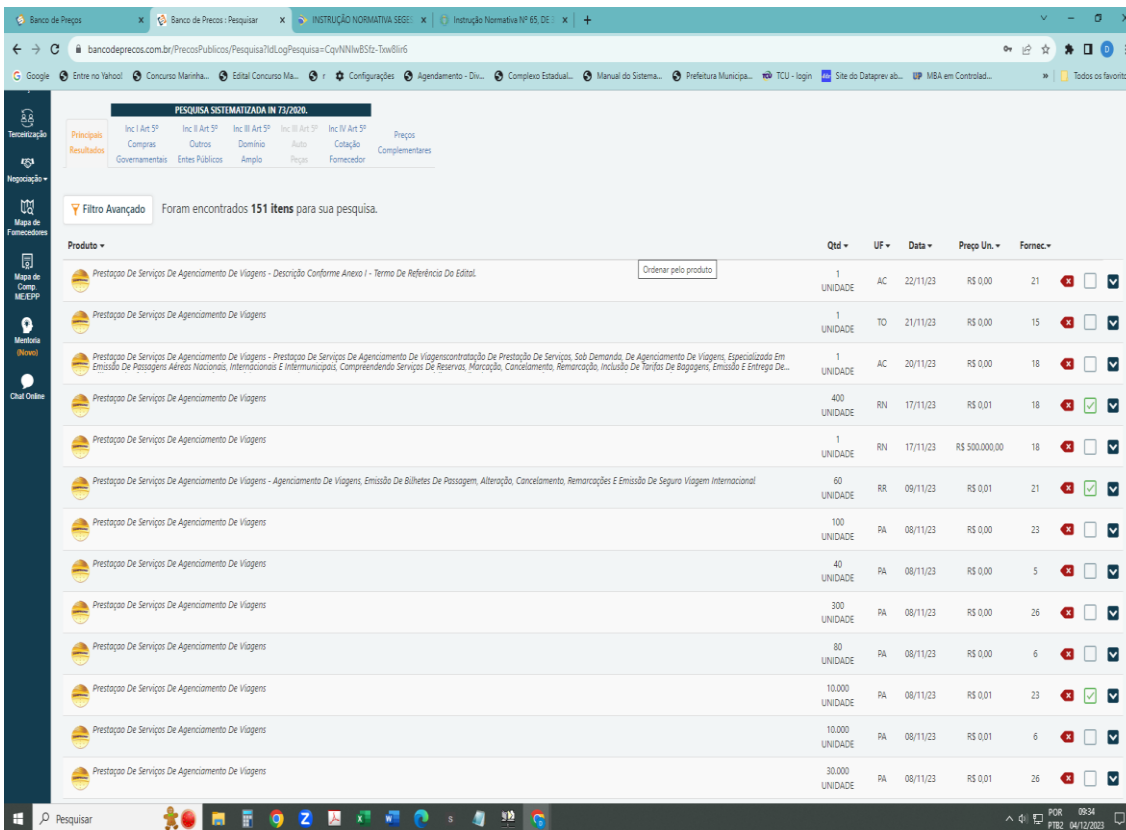 Banco de Preços
Banco de Precos : Pesquisar
INSTRUÇÃO NORMATIVA SEGE
Instrução Normativa Nº 65, DE
bancodeprecos.com.br/PrecosPublicos/Pesquisa?IdLogPesquisa=CqvNNlwBSfz-Txw8lir6
Google Entre no Yahoo! Concurso Marinha... Edital Concurso Ma... r Configurações Agendamento - Div... Complexo Estadual... Manual do Sistema... Prefeitura Municipa... TCU - login Site do Dataprev ab... MBA em Controlad... » Todos os favorito
Terceirização
Negociação
Mapa de
Fornecedores
Mapa de
Comp.
ME/EPP
Mentoria
(Novo)
Chat Online
PESQUISA SISTEMATIZADA IN 73/2020.
Principais
Resultados
Inc I Art 5º
Compras
Governamentais
Inc II Art 5º
Outros
Entes Públicos
Inc III Art 5º
Domínio
Amplo
Inc III Art 5º
Auto
Peças
Inc IV Art 5º
Cotação
Fornecedor
Preços
Complementares
Filtro Avançado Foram encontrados 151 itens para sua pesquisa.
Produto Qtd UF Data Preço Un. Fornec.
Ordenar pelo produto
Prestaçao De Serviços De Agenciamento De Viagens - Descrição Conforme Anexo I - Termo De Referência Do Edital. 1 UNIDADE AC 22/11/23 R$ 0,00 21
Prestaçao De Serviços De Agenciamento De Viagens 1 UNIDADE TO 21/11/23 R$ 0,00 15
Prestaçao De Serviços De Agenciamento De Viagens - Prestaçao De Serviços De Agenciamento De Viagenscontratação De Prestação De Serviços, Sob Demanda, De Agenciamento De Viagens, Especializada Em
Emissão De Passagens Aéreas Nacionais, Internacionais E Intermunicipais, Compreendendo Serviços De Reservas, Marcação, Cancelamento, Remarcação, Inclusão De Tarifas De Bagagens, Emissão E Entrega De... 1 UNIDADE AC 20/11/23 R$ 0,00 18
Prestaçao De Serviços De Agenciamento De Viagens 400 UNIDADE RN 17/11/23 R$ 0,01 18
Prestaçao De Serviços De Agenciamento De Viagens 1 UNIDADE RN 17/11/23 R$ 500.000,00 18
Prestaçao De Serviços De Agenciamento De Viagens - Agenciamento De Viagens, Emissão De Bilhetes De Passagem, Alteração, Cancelamento, Remarcações E Emissão De Seguro Viagem Internacional 60 UNIDADE RR 09/11/23 R$ 0,01 21
Prestaçao De Serviços De Agenciamento De Viagens 100 UNIDADE PA 08/11/23 R$ 0,00 23
Prestaçao De Serviços De Agenciamento De Viagens 40 UNIDADE PA 08/11/23 R$ 0,00 5
Prestaçao De Serviços De Agenciamento De Viagens 300 UNIDADE PA 08/11/23 R$ 0,00 26
Prestaçao De Serviços De Agenciamento De Viagens 80 UNIDADE PA 08/11/23 R$ 0,00 6
Prestaçao De Serviços De Agenciamento De Viagens 10.000 UNIDADE PA 08/11/23 R$ 0,01 23
Prestaçao De Serviços De Agenciamento De Viagens 10.000 UNIDADE PA 08/11/23 R$ 0,01 6
Prestaçao De Serviços De Agenciamento De Viagens 30.000 UNIDADE PA 08/11/23 R$ 0,01 26
Pesquisar
POR 09:34
PTB2 04/12/2023